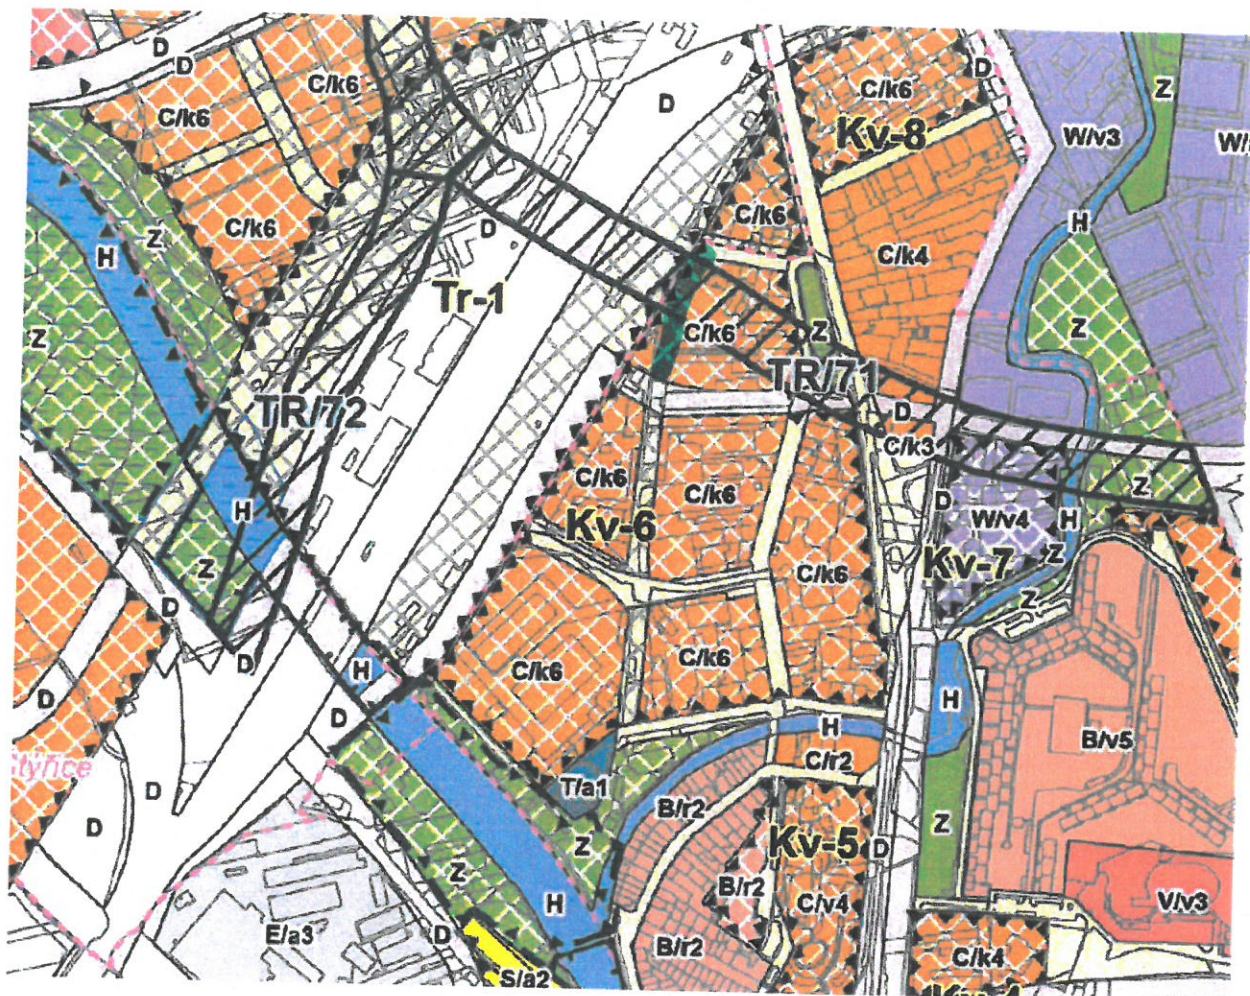 D
D
C/k6
C/k6
D
D
C/k6
Kv-8
Z
W/v3
Z
H
C/k6
Z
H
D
C/k6
C/k4
H
Z
Tr-1
C/k6
Z
Z
TR/72
TR/71
D
C/k3
H
C/k6
C/k6
Kv-6
D
W/v4
H
Z
Z
Kv-7
Z
C/k6
Z
D
D
C/k6
C/k6
H
D
D
H
B/v5
C/r2
T/a1
D
D
B/r2
Z
Kv-5
D
Z
Z
B/r2
C/v4
V/v3
E/a3
D
H
B/r2
C/k4
S/a2